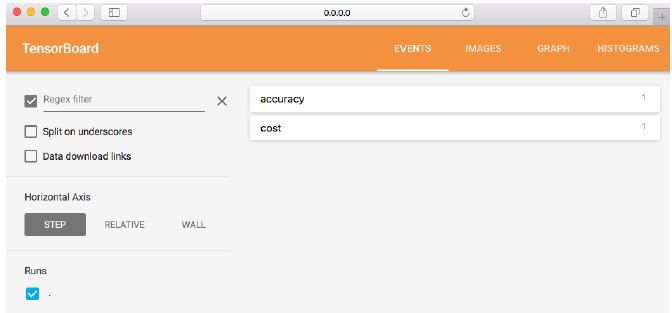 0.0.0.0
TensorBoard EVENTS IMAGES GRAPH HISTOGRAMS
Regex filter
Split on underscores
Data download links
Horizontal Axis
STEP RELATIVE WALL
Runs
.
accuracy 1
cost 1